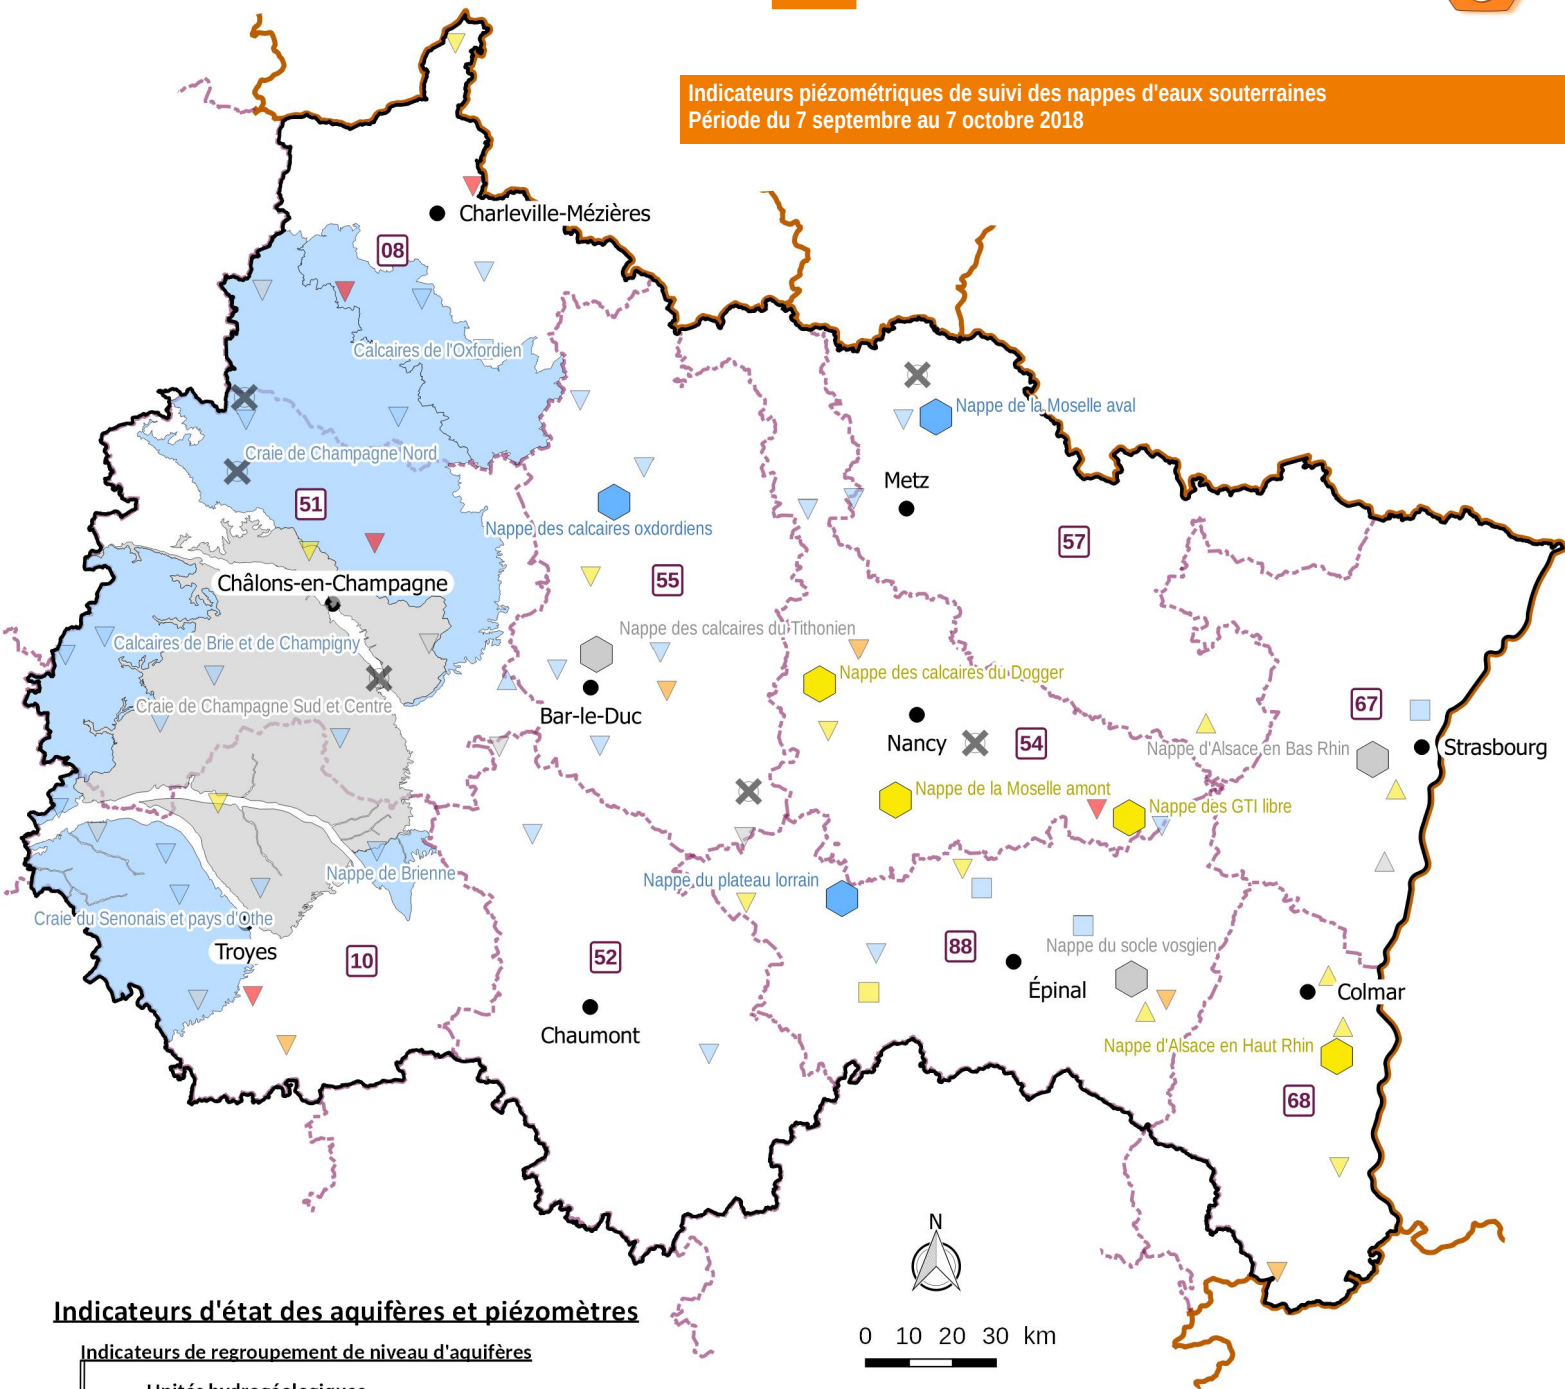 Indicateurs piézométriques de suivi des nappes d'eaux souterraines
Période du 7 septembre au 7 octobre 2018
Charleville-Mézières
08
Calcaires de l'Oxfordien
Nappe de la Moselle aval
Craie de Champagne Nord
Metz
51
Nappe des calcaires oxdordiens
57
Châlons-en-Champagne
55
Nappe des calcaires du Tithonien
Calcaires de Brie et de Champigny
Nappe des calcaires du Dogger
Craie de Champagne Sud et Centre
67
Bar-le-Duc
Nancy
54
Nappe d'Alsace en Bas Rhin
Strasbourg
Nappe de la Moselle amont
Nappe des GTI libre
Nappe de Brienne
Nappe du plateau lorrain
Craie du Senonais et pays d'Othe
Troyes
10
52
88
Nappe du socle vosgien
Épinal
Colmar
Chaumont
Nappe d'Alsace en Haut Rhin
68
N
Indicateurs d'état des aquifères et piézomètres
0 10 20 30 km
Indicateurs de regroupement de niveau d'aquifères
Unités hydrogéologiques